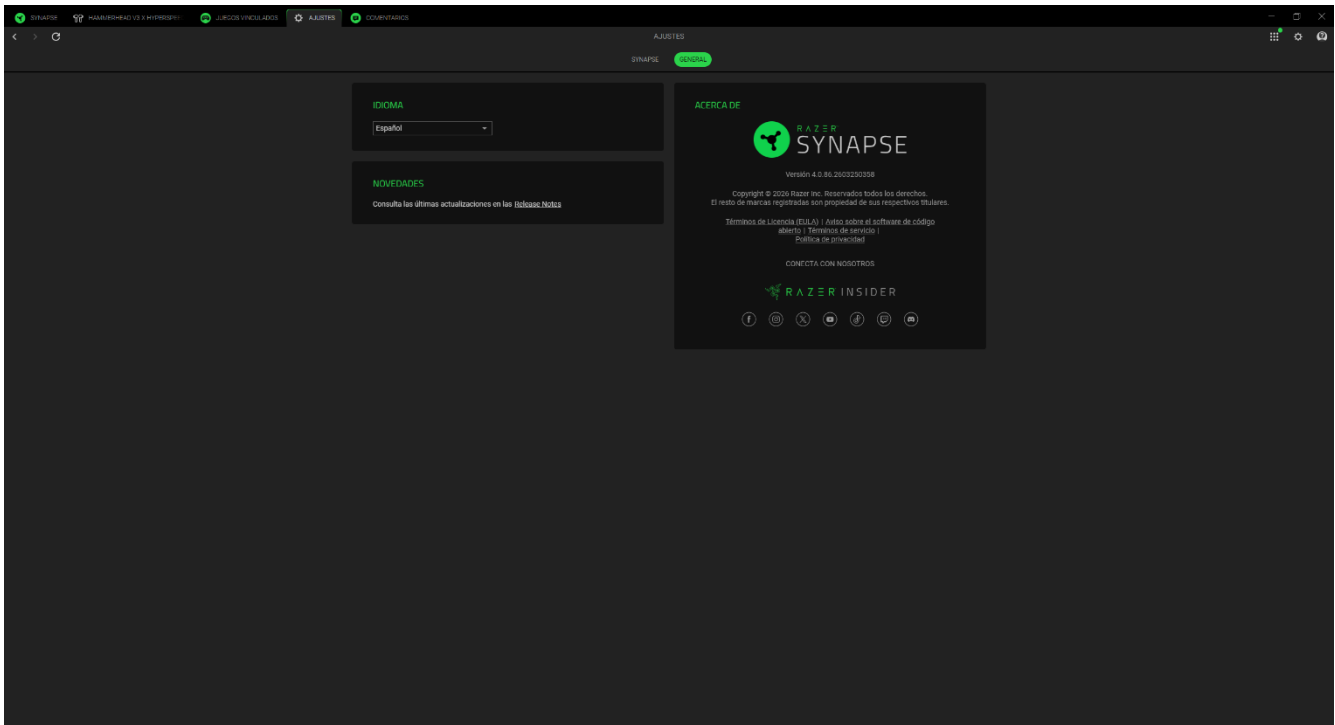 SYNAPSE
HAMMERHEAD V3 X HYPERSPE
JUEGOS VINCULADOS
AJUSTES
COMENTARIOS
AJUSTES
SYNAPSE
GENERAL
IDIOMA
Español
NOVEDADES
Consulta las últimas actualizaciones en las Release Notes
ACERCA DE
RAZER
SYNAPSE
Versión 4.0.86.2603250358
Copyright © 2026 Razer Inc. Reservados todos los derechos.
El resto de marcas registradas son propiedad de sus respectivos titulares.
Términos de Licencia (EULA) | Aviso sobre el software de código
abierto | Términos de servicio |
Política de privacidad
CONECTA CON NOSOTROS
RAZER INSIDER